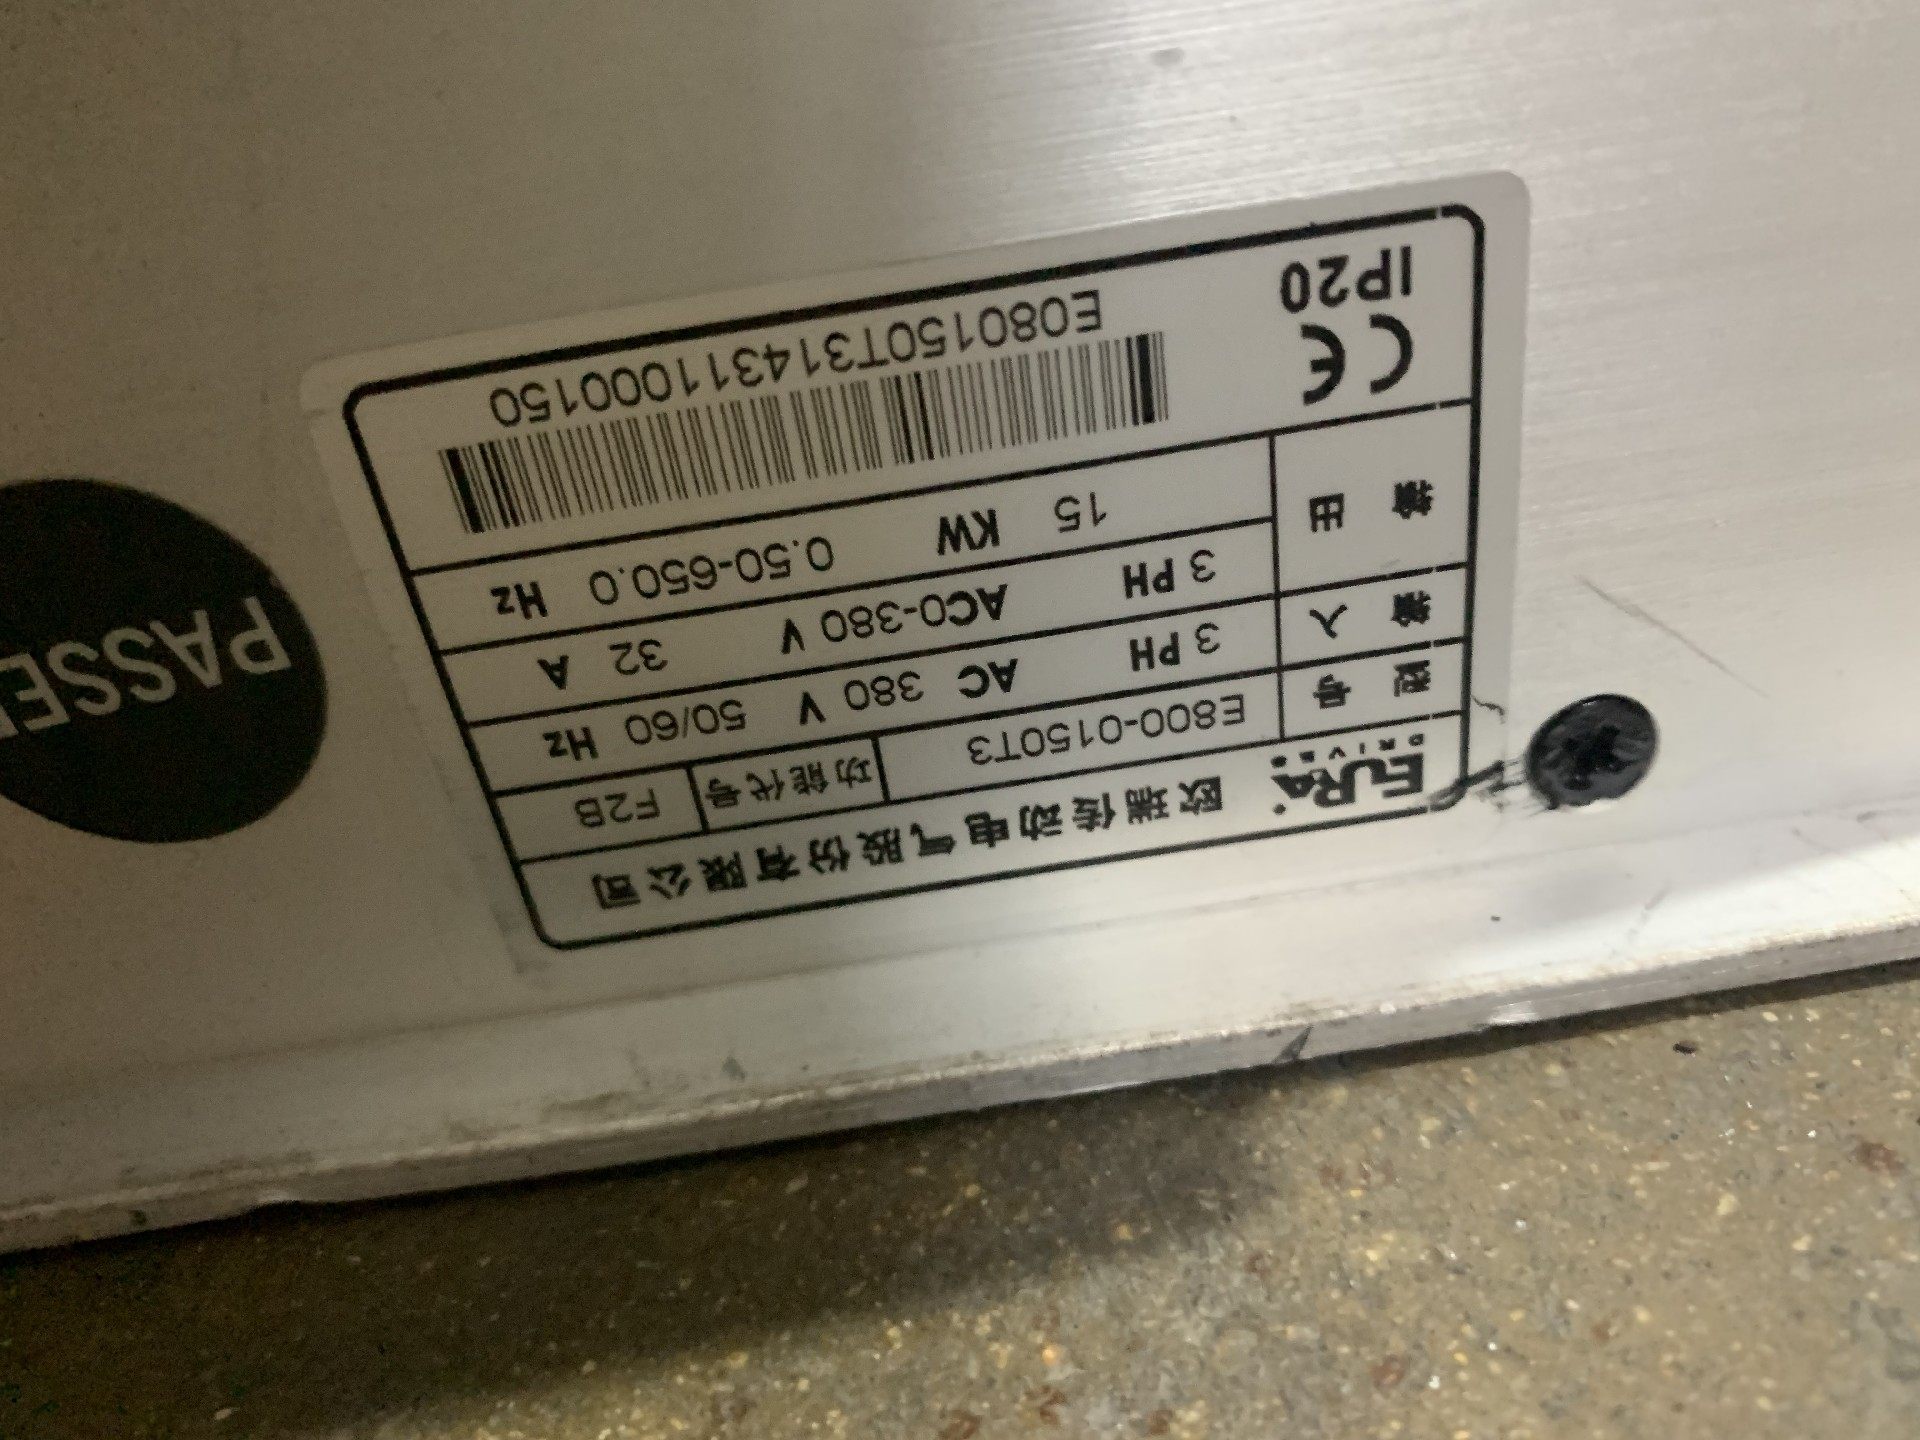 EURA DRIVES 欧瑞传动电气股份有限公司
型号 E800-0150T3 功能代号 F2B
输入 3 PH AC 380 V 50/60 Hz
输出 3 PH AC0-380 V 32 A
15 KW 0.50-650.0 Hz
CE
IP20
E080150T314311000150